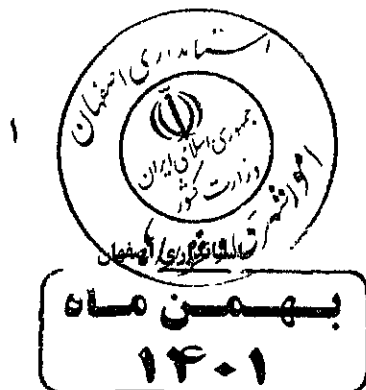 استانداری اصفهان
۱
جمهوری اسلامی ایران
وزارت کشور
بهمن ماه
۱۴۰۱